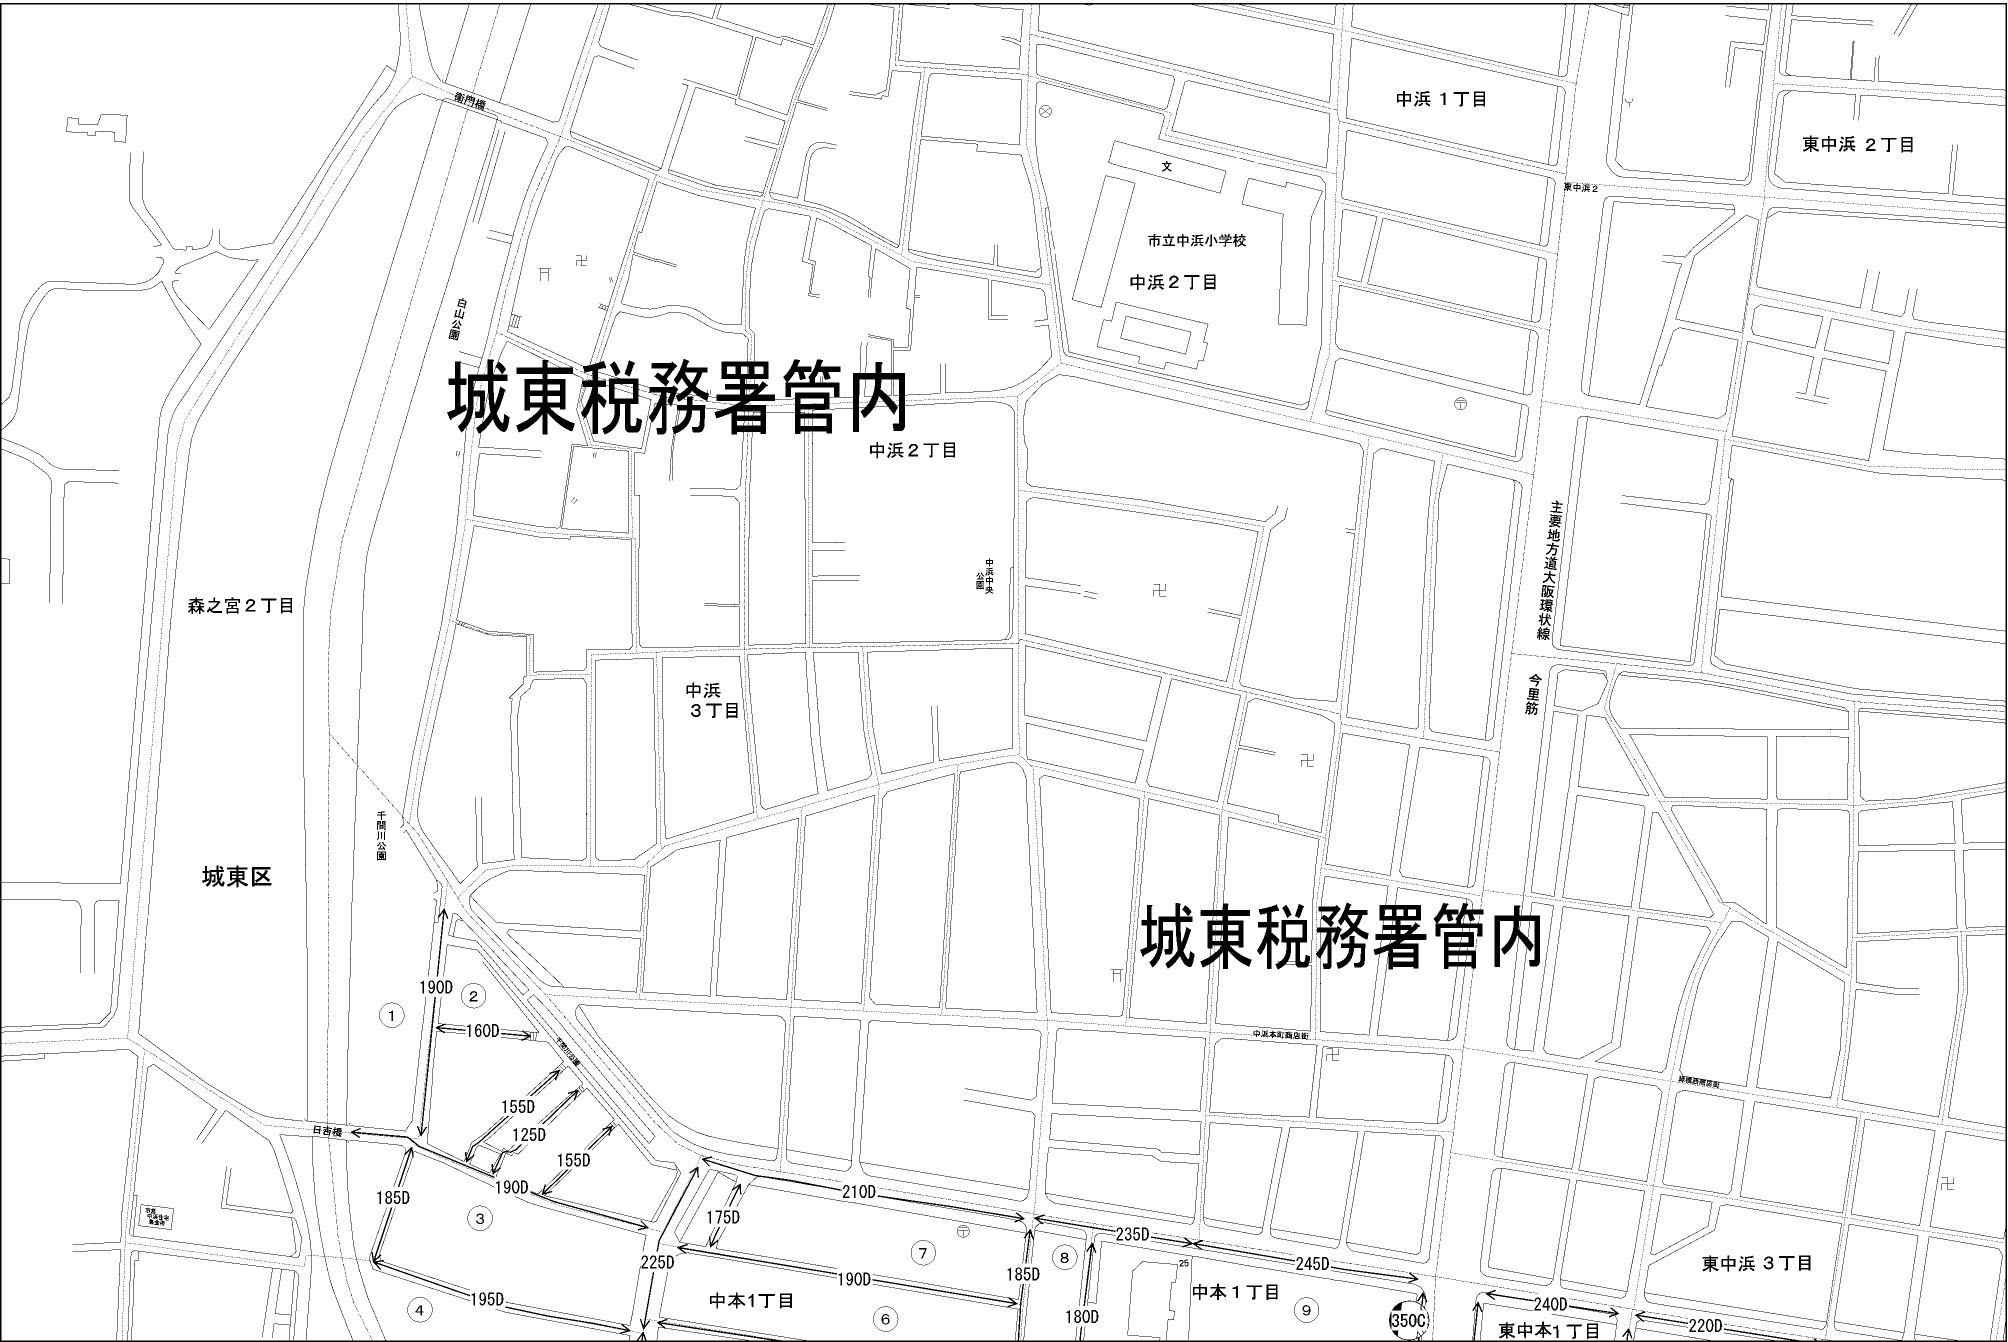 衛門橋
中浜 1丁目
東中浜 2丁目
文
東中浜2
市立中浜小学校
中浜2丁目
白山公園
城東税務署管内
中浜2丁目
主要地方道大阪環状線
中浜中央
公園
森之宮2丁目
中浜
3丁目
今里筋
千間川公園
城東区
城東税務署管内
190D
2
1
160D
中浜本町商店街
千間川公園
155D
125D
日吉橋
155D
190D
185D
210D
175D
3
235D
7
8
225D
185D
245D
190D
東中浜 3丁目
25
195D
中本1丁目
中本 1丁目
4
6
180D
9
350C
240D
東中本1丁目
220D